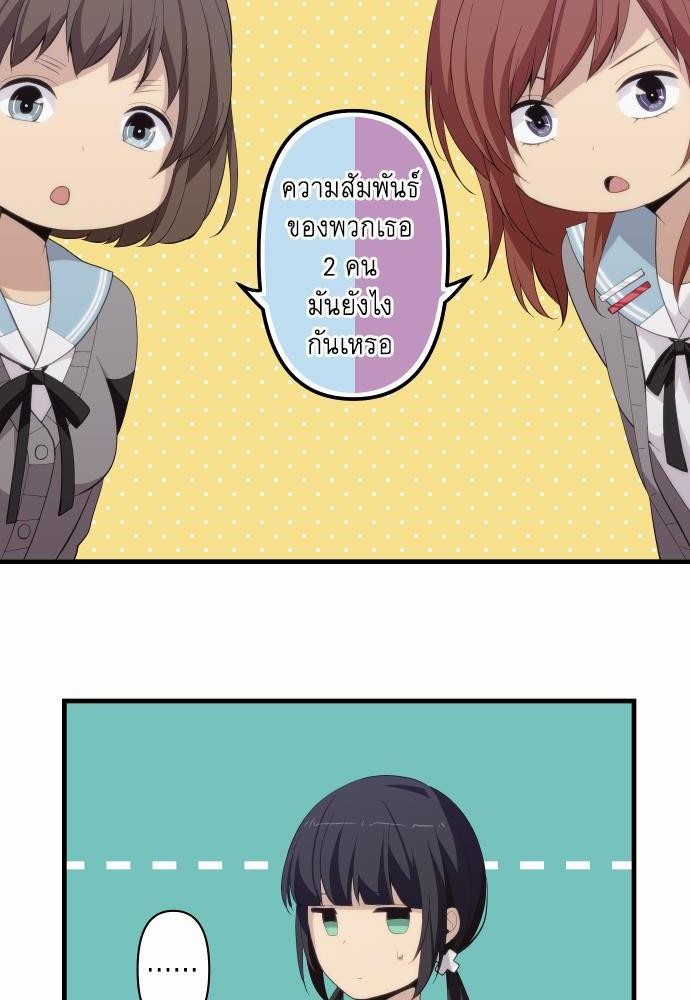 ความสัมพันธ์
ของพวกเธอ
2 คน
มันยังไง
กันเหรอ
......